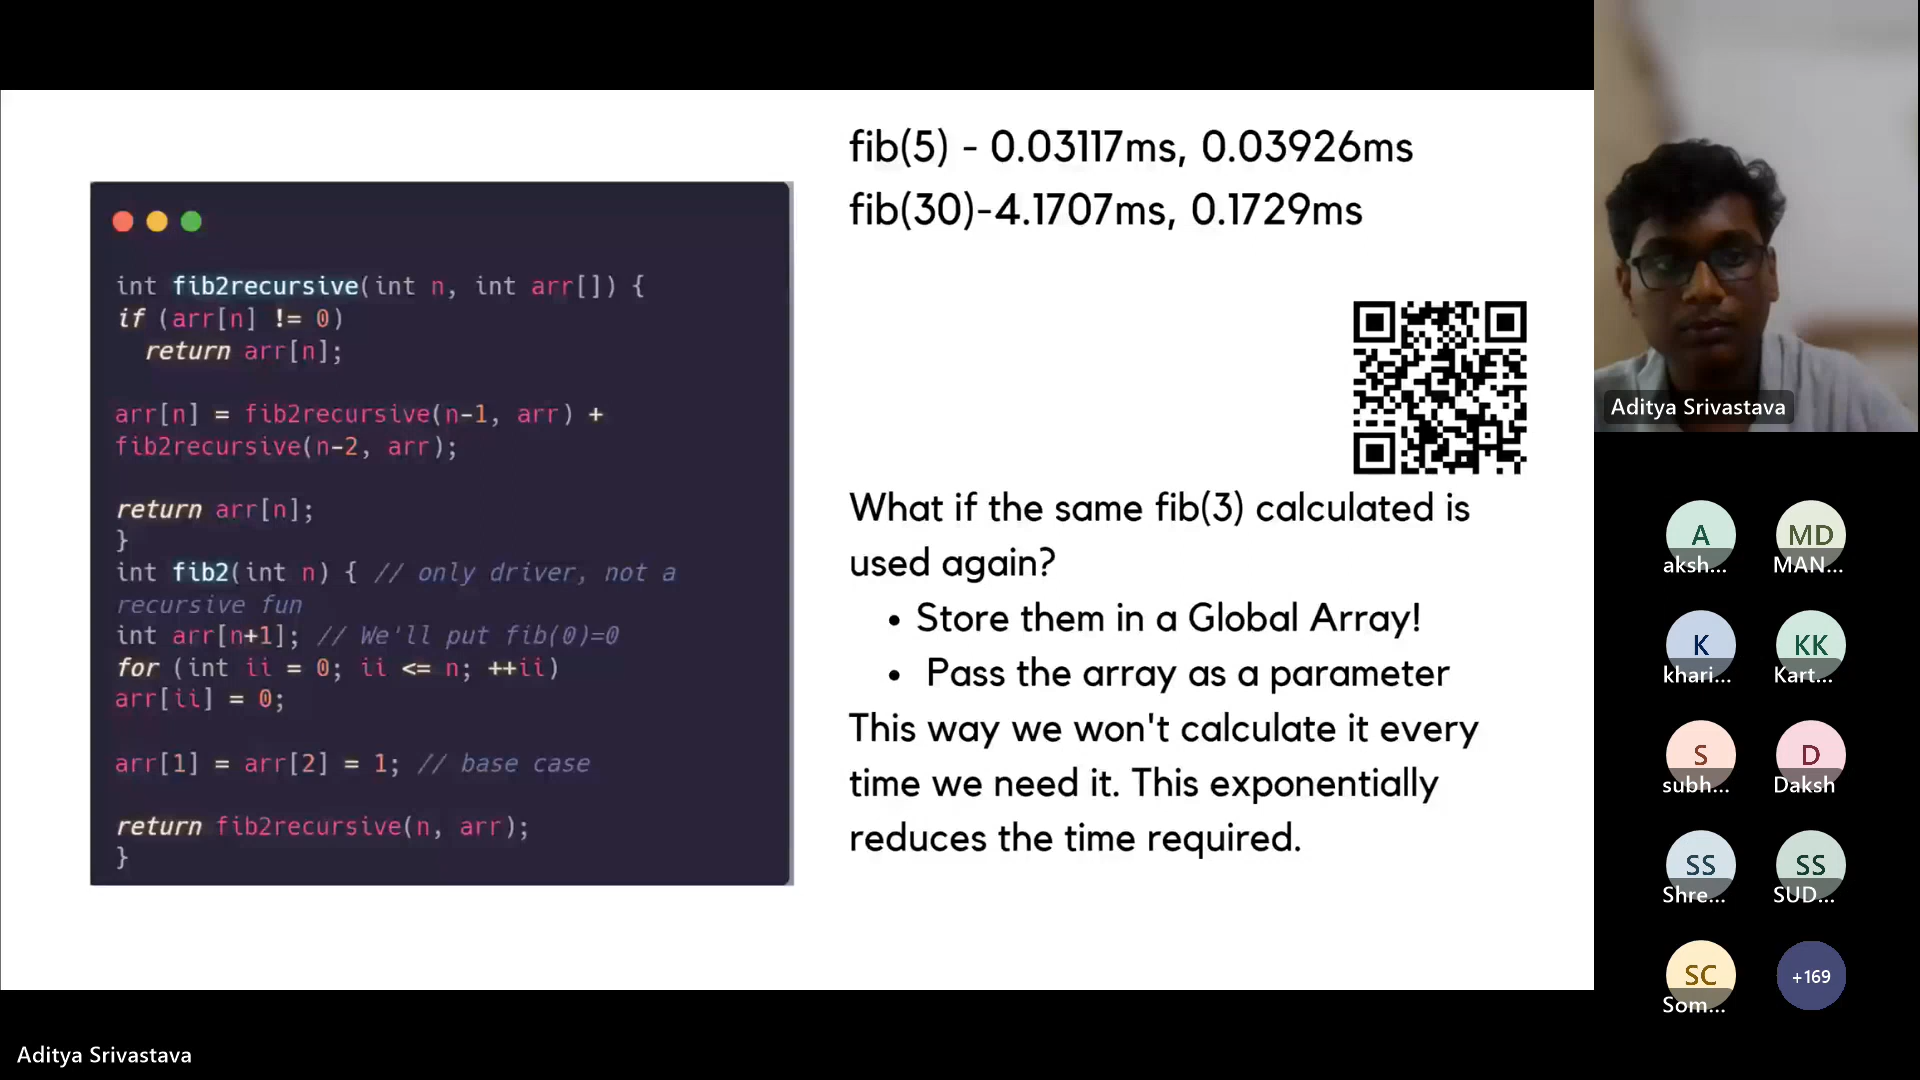 fib(5) - 0.03117ms, 0.03926ms
fib(30)-4.1707ms, 0.1729ms
int fib2recursive(int n, int arr[]) {
if (arr[n] != 0)
return arr[n];
arr[n] = fib2recursive(n-1, arr) +
fib2recursive(n-2, arr);
return arr[n];
}
int fib2(int n) { // only driver, not a
recursive fun
int arr[n+1]; // We'll put fib(0)=0
for (int ii = 0; ii <= n; ++ii)
arr[ii] = 0;
arr[1] = arr[2] = 1; // base case
return fib2recursive(n, arr);
}
What if the same fib(3) calculated is
used again?
• Store them in a Global Array!
• Pass the array as a parameter
This way we won't calculate it every
time we need it. This exponentially
reduces the time required.
Aditya Srivastava
A
aksh...
MD
MAN...
K
khari...
KK
Kart...
S
subh...
D
Daksh
SS
Shre...
SS
SUD...
SC
Som...
+169
Aditya Srivastava